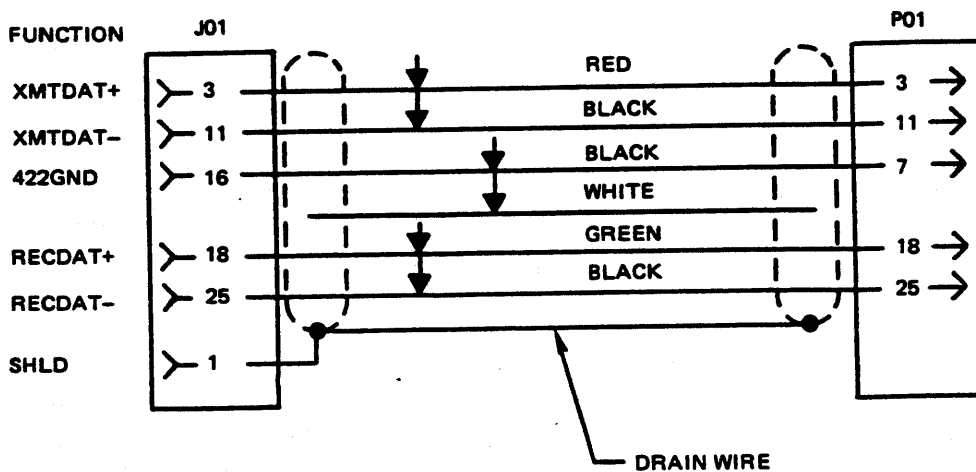 FUNCTION J01 P01
XMTDAT+ 3 RED 3
XMTDAT− 11 BLACK 11
422GND 16 BLACK 7
WHITE
RECDAT+ 18 GREEN 18
RECDAT− 25 BLACK 25
SHLD 1
DRAIN WIRE